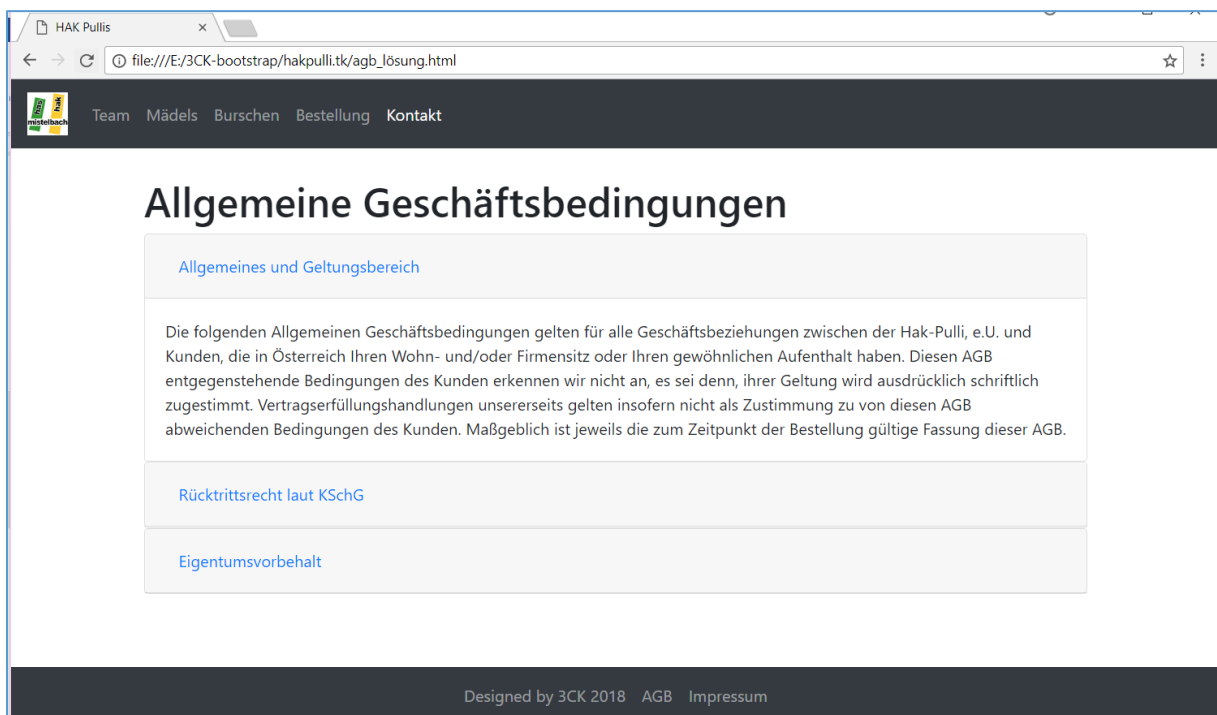 HAK Pullis
file:///E:/3CK-bootstrap/hakpulli.tk/agb_lösung.html
has hak
mistelbach
Team Mädels Burschen Bestellung Kontakt
Allgemeine Geschäftsbedingungen
Allgemeines und Geltungsbereich
Die folgenden Allgemeinen Geschäftsbedingungen gelten für alle Geschäftsbeziehungen zwischen der Hak-Pulli, e.U. und
Kunden, die in Österreich Ihren Wohn- und/oder Firmensitz oder Ihren gewöhnlichen Aufenthalt haben. Diesen AGB
entgegenstehende Bedingungen des Kunden erkennen wir nicht an, es sei denn, ihrer Geltung wird ausdrücklich schriftlich
zugestimmt. Vertragserfüllungshandlungen unsererseits gelten insofern nicht als Zustimmung zu von diesen AGB
abweichenden Bedingungen des Kunden. Maßgeblich ist jeweils die zum Zeitpunkt der Bestellung gültige Fassung dieser AGB.
Rücktrittsrecht laut KSchG
Eigentumsvorbehalt
Designed by 3CK 2018 AGB Impressum